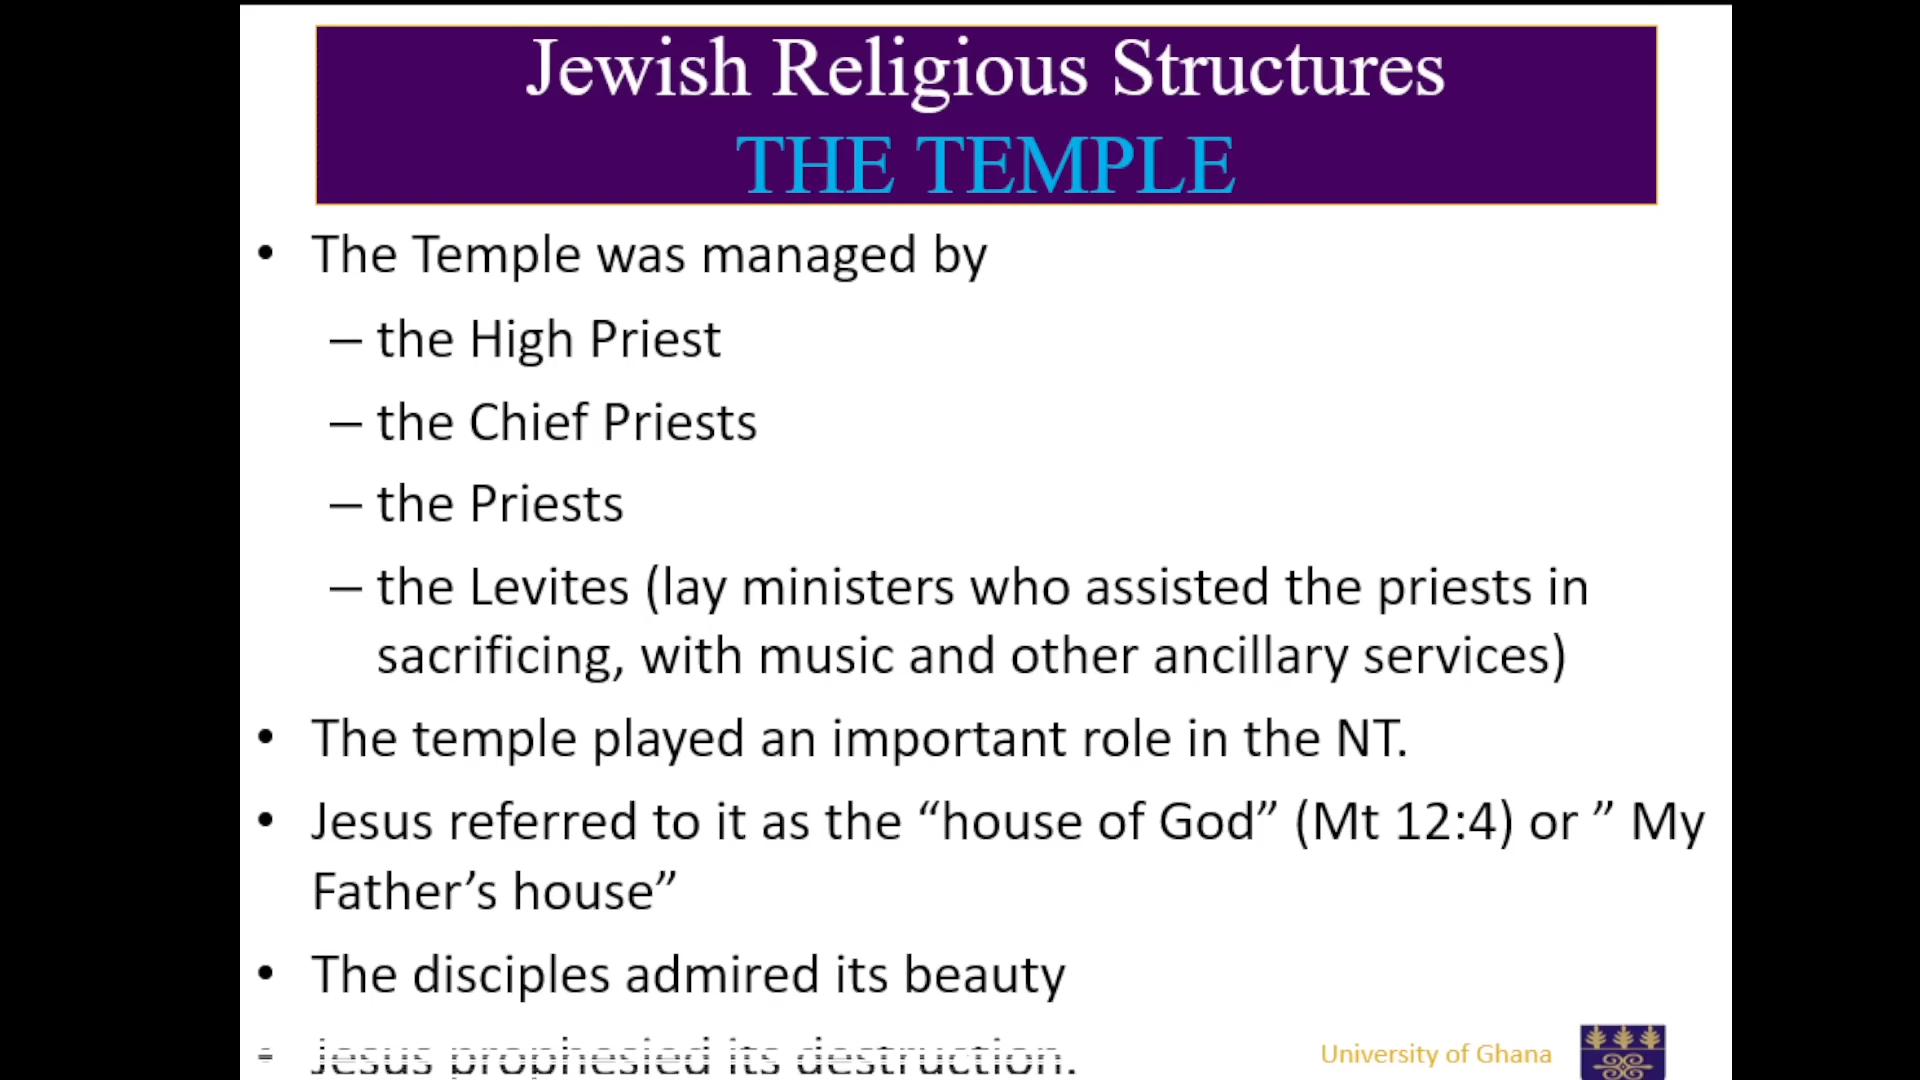 Jewish Religious Structures
THE TEMPLE
• The Temple was managed by
– the High Priest
– the Chief Priests
– the Priests
– the Levites (lay ministers who assisted the priests in
sacrificing, with music and other ancillary services)
• The temple played an important role in the NT.
• Jesus referred to it as the “house of God” (Mt 12:4) or ” My
Father’s house”
• The disciples admired its beauty
• Jesus prophesied its destruction.
University of Ghana